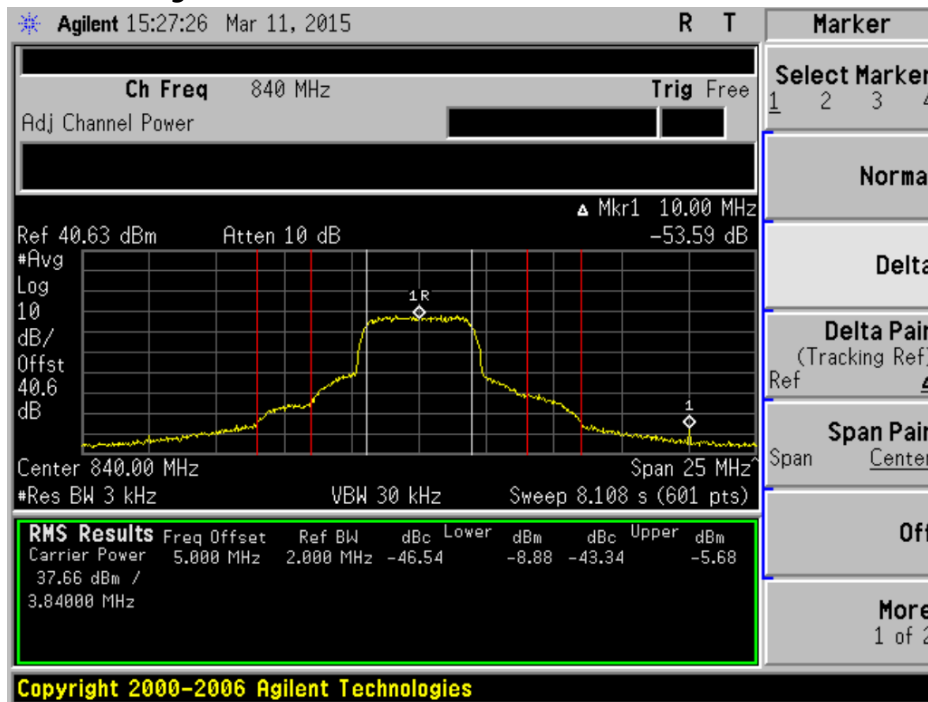 Agilent 15:27:26 Mar 11, 2015 R T
Ch Freq 840 MHz Trig Free
Adj Channel Power
Δ Mkr1 10.00 MHz
Ref 40.63 dBm Atten 10 dB -53.59 dB
#Avg
Log
10
dB/
Offst
40.6
dB
1R
1
Center 840.00 MHz Span 25 MHz^
#Res BW 3 kHz VBW 30 kHz Sweep 8.108 s (601 pts)
RMS Results Freq Offset Ref BW dBc Lower dBm dBc Upper dBm
Carrier Power 5.000 MHz 2.000 MHz -46.54 -8.88 -43.34 -5.68
37.66 dBm /
3.84000 MHz
Marker
Select Marker
1 2 3
Norma
Delta
Delta Pair
(Tracking Ref)
Ref Δ
Span Pair
Span Center
Off
More
1 of 2
Copyright 2000-2006 Agilent Technologies